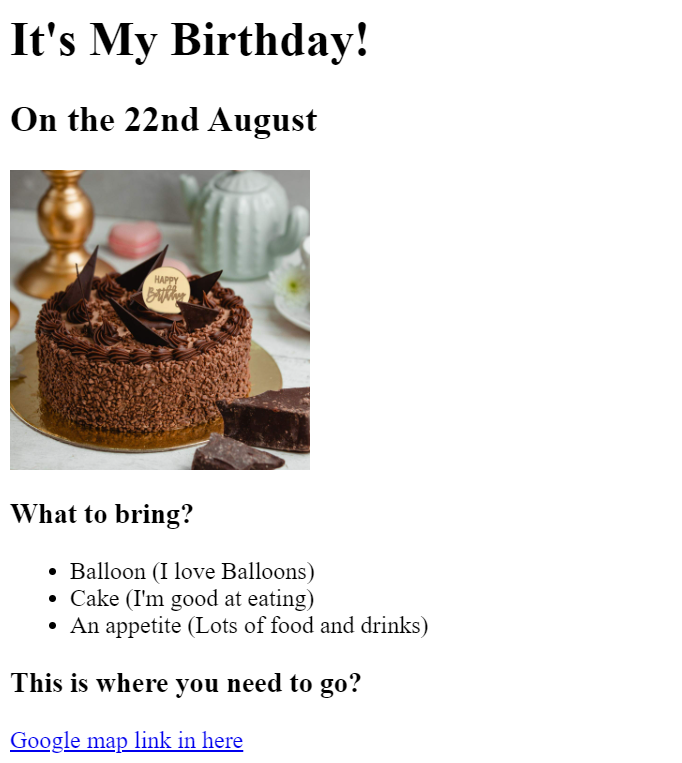 It's My Birthday!
On the 22nd August
HAPPY
Birthday
What to bring?
Balloon (I love Balloons)
Cake (I'm good at eating)
An appetite (Lots of food and drinks)
This is where you need to go?
Google map link in here